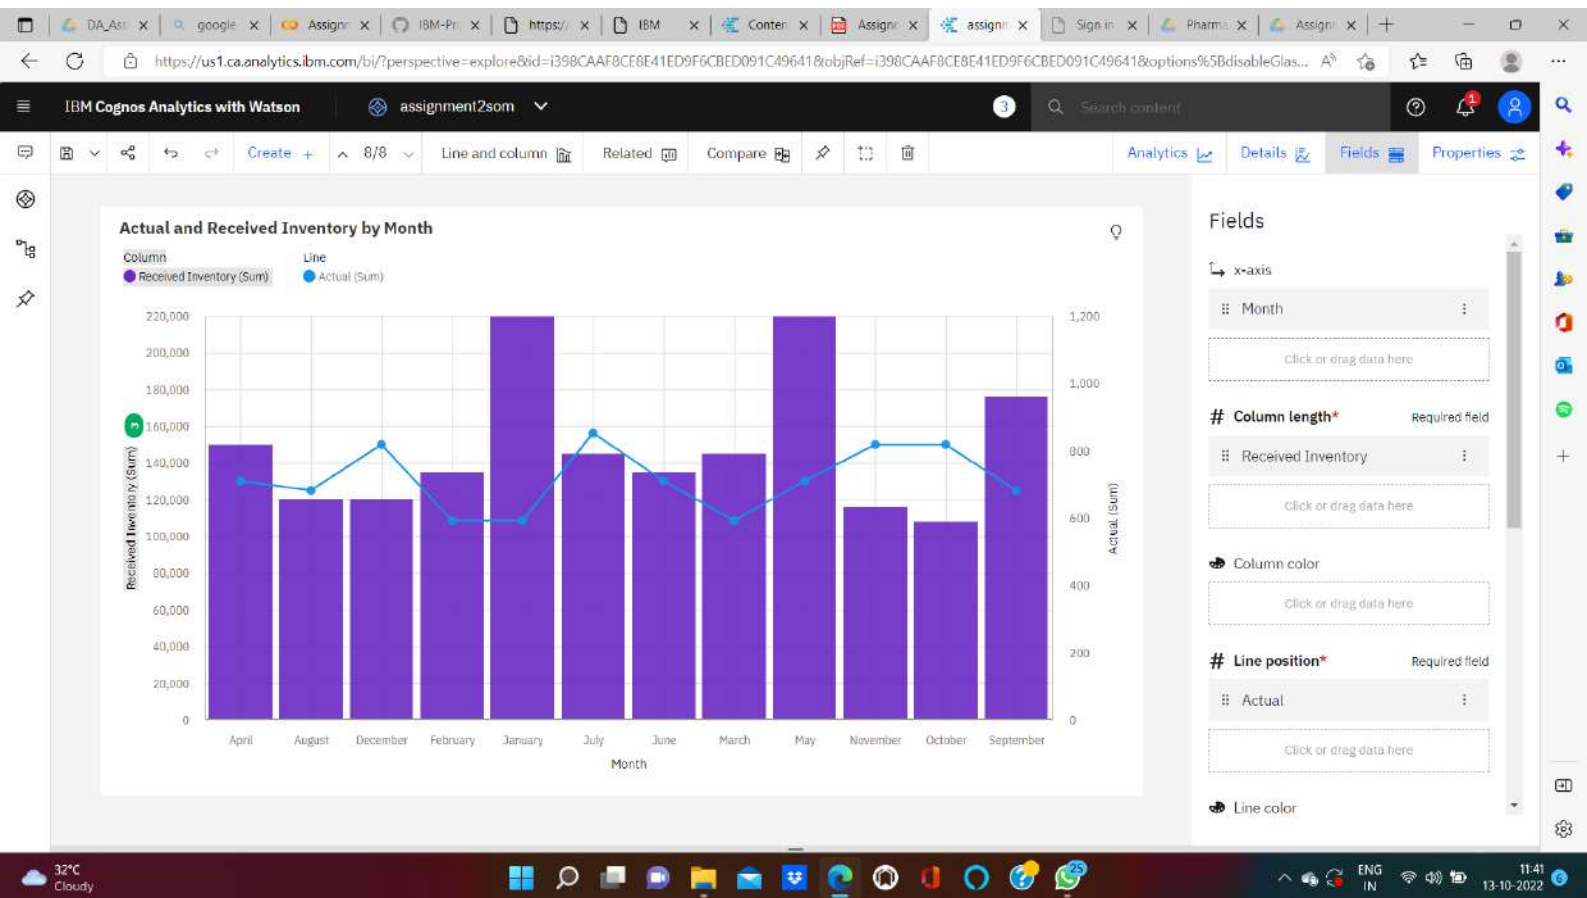 DA_Ass
google
Assignm
IBM-Pro
https://
IBM
Conten
Assignm
assignm
Sign in
Pharma
Assignm
https://us1.ca.analytics.ibm.com/bi/?perspective=explore&id=i398CAAF8CE8E41ED9F6CBED091C49641&objRef=i398CAAF8CE8E41ED9F6CBED091C49641&options%5BdisableGlas...
IBM Cognos Analytics with Watson
assignment2som
3
Search content
1
Create +
8/8
Line and column
Related
Compare
Analytics
Details
Fields
Properties
Actual and Received Inventory by Month
Column
Line
Received Inventory (Sum)
Actual (Sum)
220,000
200,000
180,000
160,000
140,000
120,000
100,000
80,000
60,000
40,000
20,000
0
3
Received Inventory (Sum)
1,200
1,000
800
600
400
200
0
Actual (Sum)
April August December February January July June March May November October September
Month
Fields
x-axis
Month
Click or drag data here
# Column length* Required field
Received Inventory
Click or drag data here
Column color
Click or drag data here
# Line position* Required field
Actual
Click or drag data here
Line color
32°C
Cloudy
25
ENG
IN
11:41
13-10-2022
6